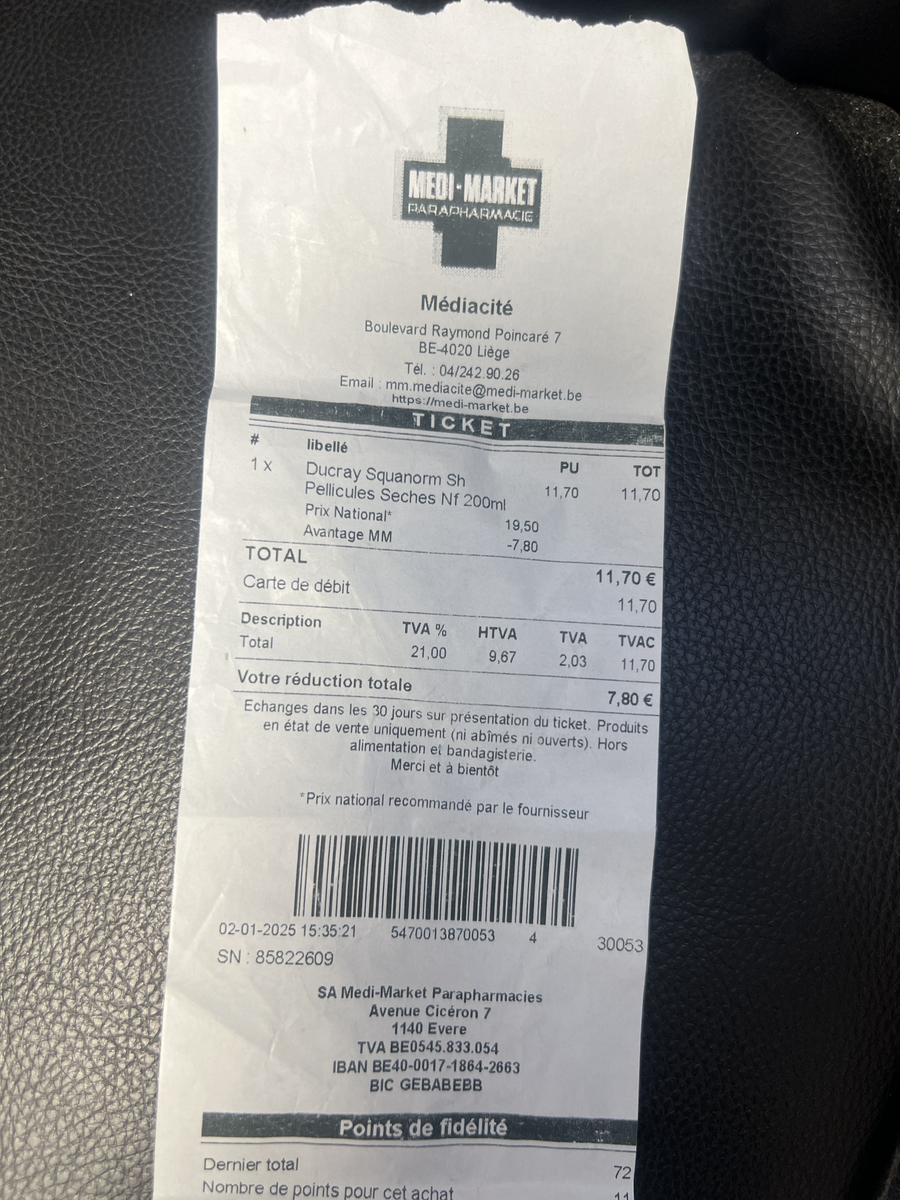 MEDI-MARKET
PARAPHARMACIE
Médiacité
Boulevard Raymond Poincaré 7
BE-4020 Liège
Tél. : 04/242.90.26
Email : mm.mediacite@medi-market.be
https://medi-market.be
TICKET
# libellé PU TOT
1 x Ducray Squanorm Sh 11,70 11,70
Pellicules Seches Nf 200ml
Prix National* 19,50
Avantage MM -7,80
TOTAL 11,70 €
Carte de débit 11,70
Description TVA % HTVA TVA TVAC
Total 21,00 9,67 2,03 11,70
Votre réduction totale 7,80 €
Echanges dans les 30 jours sur présentation du ticket. Produits
en état de vente uniquement (ni abîmés ni ouverts). Hors
alimentation et bandagisterie.
Merci et à bientôt
*Prix national recommandé par le fournisseur
02-01-2025 15:35:21 5470013870053 4 30053
SN : 85822609
SA Medi-Market Parapharmacies
Avenue Cicéron 7
1140 Evere
TVA BE0545.833.054
IBAN BE40-0017-1864-2663
BIC GEBABEBB
Points de fidélité
Dernier total 72
Nombre de points pour cet achat 11